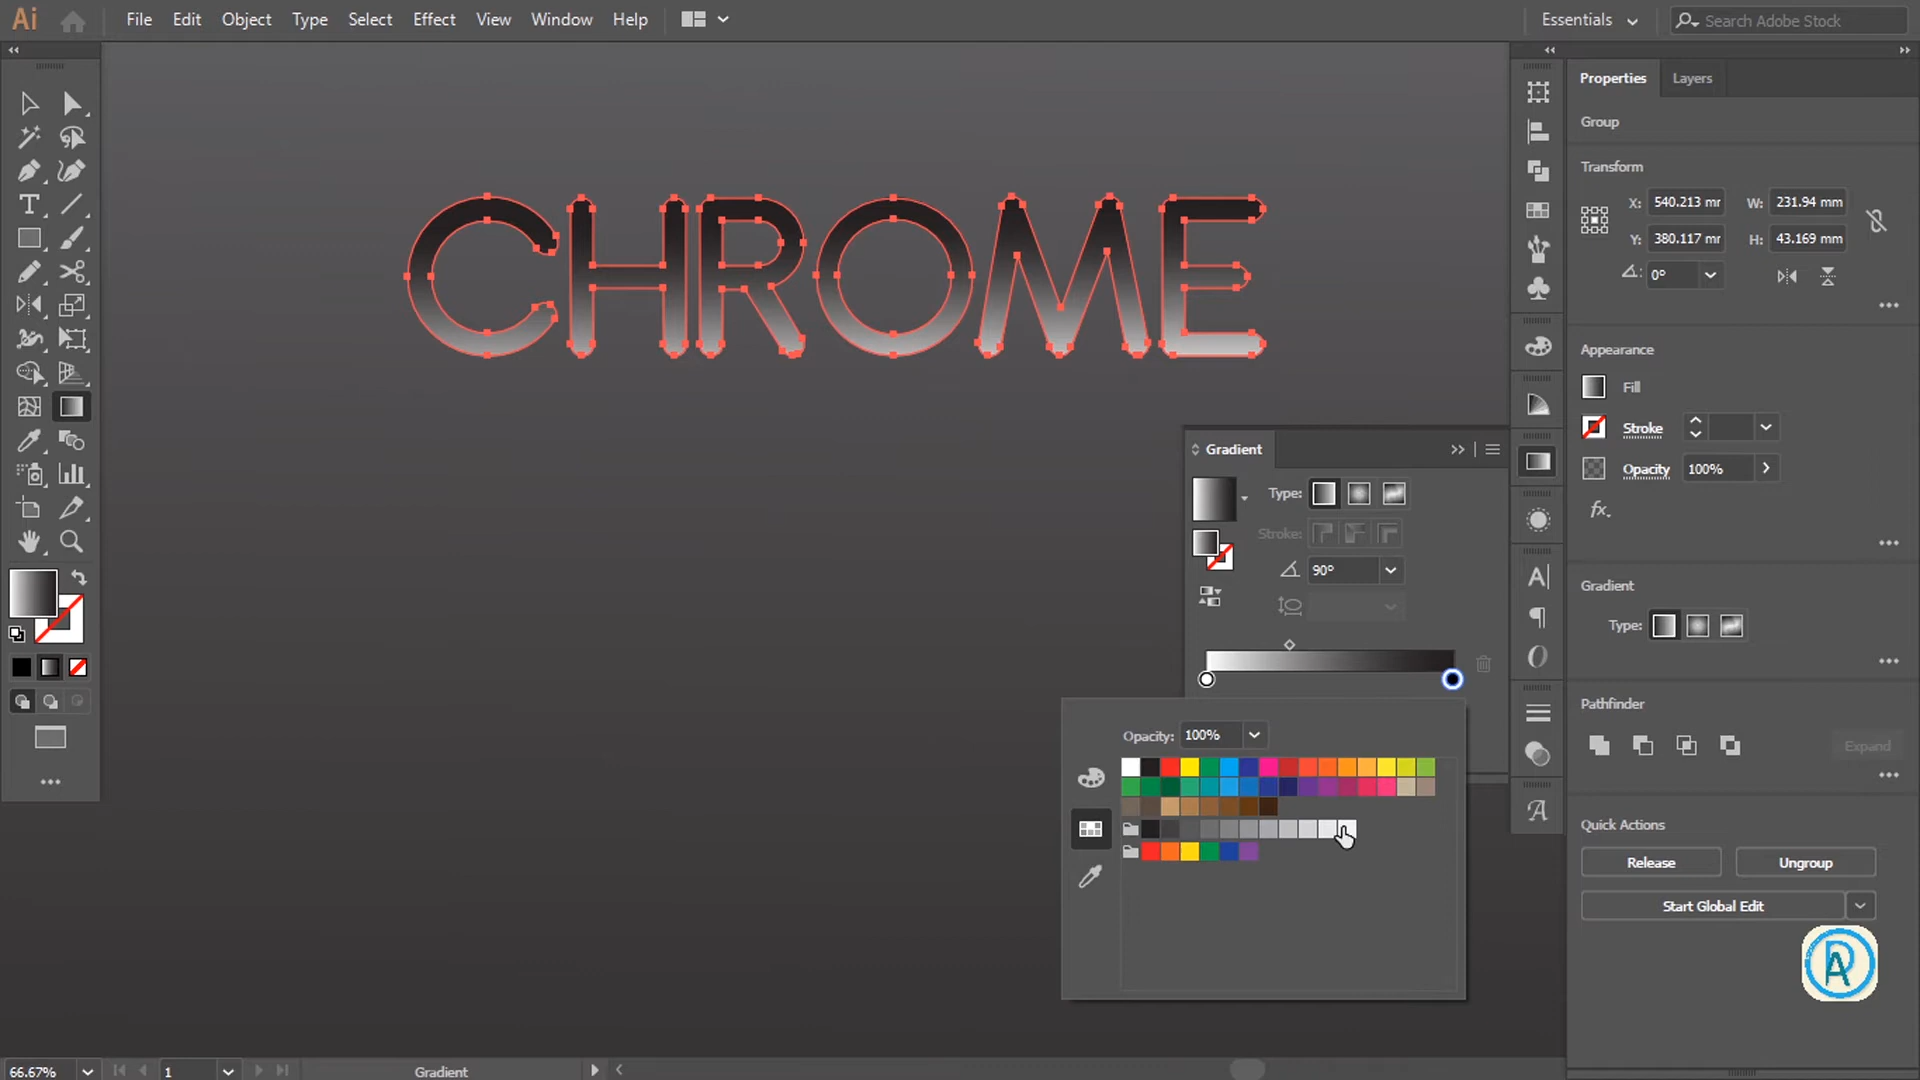 Ai File Edit Object Type Select Effect View Window Help Essentials Search Adobe Stock
CHROME
Properties Layers
Group
Transform
X: 540.213 mr W: 231.94 mm
Y: 380.117 mr H: 43.169 mm
0°
Appearance
Fill
Stroke
Opacity 100%
fx.
Gradient
Type:
Pathfinder
Expand
Quick Actions
Release Ungroup
Start Global Edit
Gradient
Type:
Stroke:
90°
Opacity: 100%
66.67% 1 Gradient